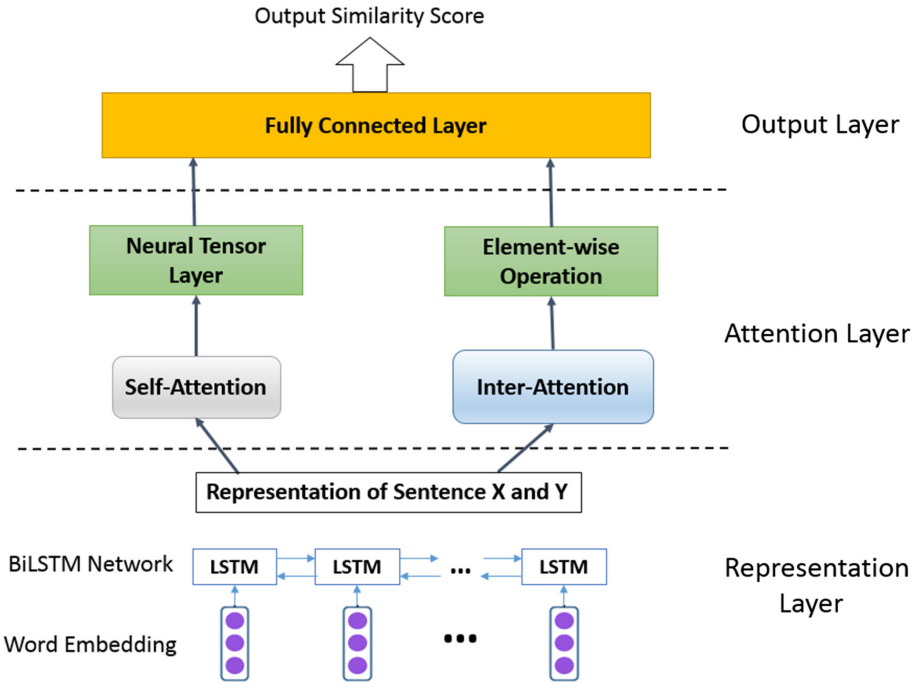 Output Similarity Score
Fully Connected Layer
Output Layer
Neural Tensor
Layer
Element-wise
Operation
Attention Layer
Self-Attention
Inter-Attention
Representation of Sentence X and Y
BiLSTM Network
LSTM
LSTM
...
LSTM
Representation
Layer
Word Embedding
...